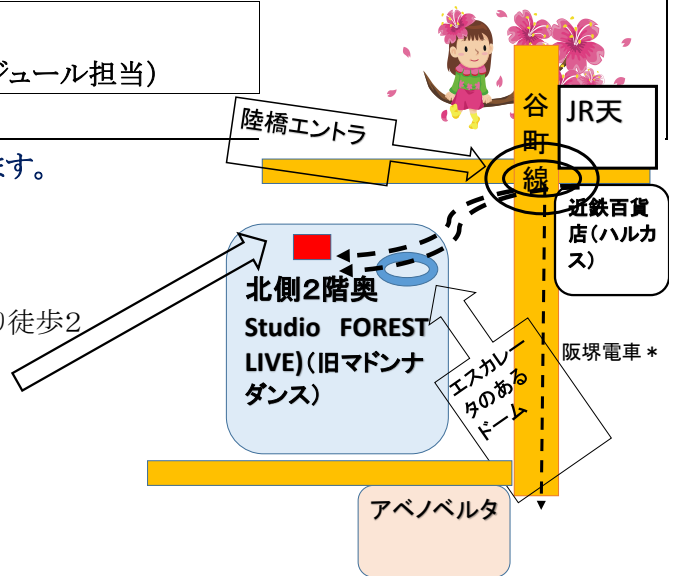 ジュール担当）
ます。
徒歩2
陸橋エントラ
谷町線
JR天
近鉄百貨
店（ハルカ
ス）
北側２階奥
Studio FOREST
LIVE)（旧マドンナ
ダンス）
エスカレー
タのある
ドーム
阪堺電車＊
アベノベルタ